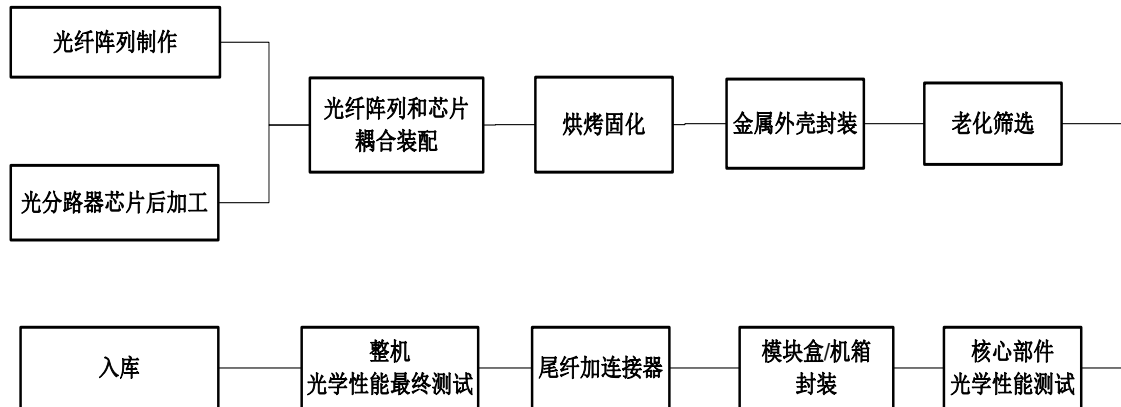 光纤阵列制作
光分路器芯片后加工
光纤阵列和芯片
耦合装配
烘烤固化
金属外壳封装
老化筛选
核心部件
光学性能测试
模块盒/机箱
封装
尾纤加连接器
整机
光学性能最终测试
入库